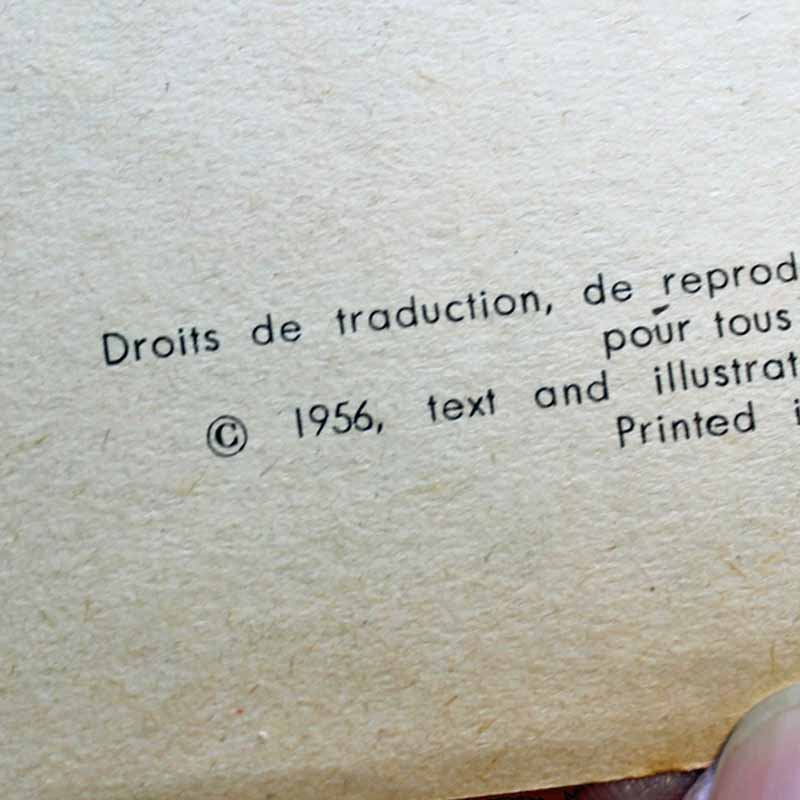 Droits de traduction, de reprod
pour tous
© 1956, text and illustrat
Printed i